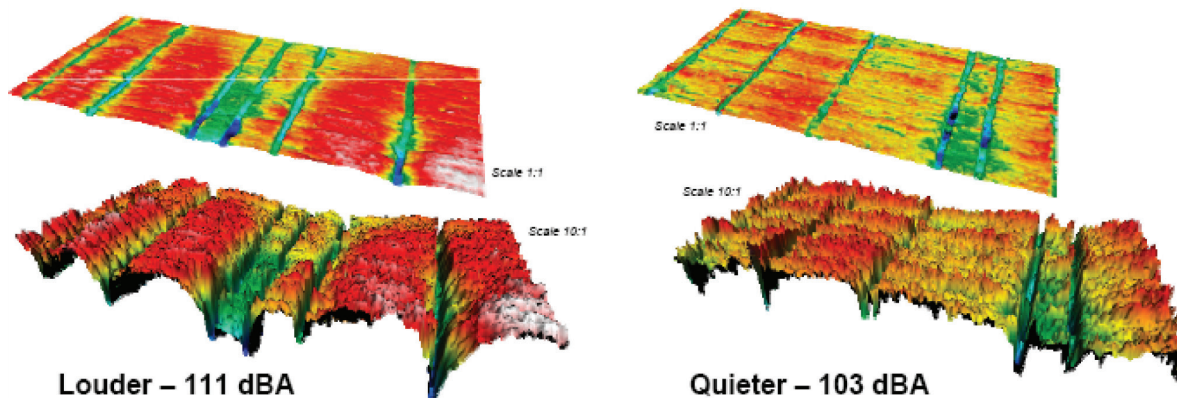 Scale 1:1
Scale 10:1
Louder – 111 dBA
Scale 1:1
Scale 10:1
Quieter – 103 dBA